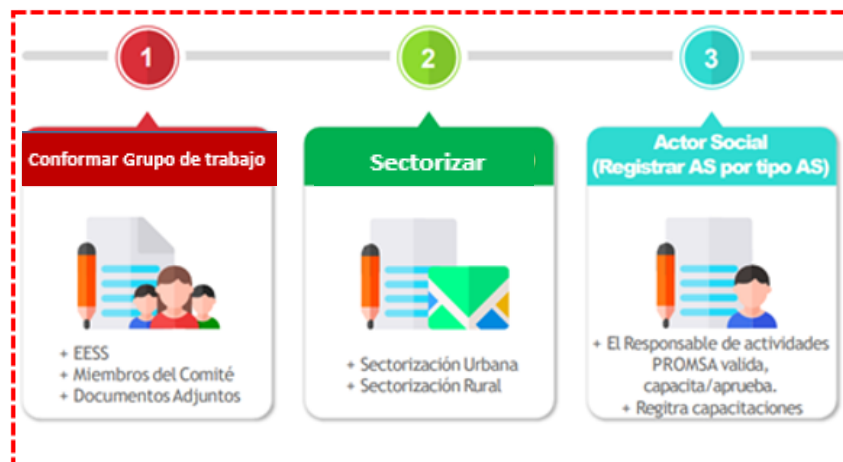 1
Conformar Grupo de trabajo
+ EESS
+ Miembros del Comité
+ Documentos Adjuntos
2
Sectorizar
+ Sectorización Urbana
+ Sectorización Rural
3
Actor Social
(Registrar AS por tipo AS)
+ El Responsable de actividades
PROMSA valida,
capacita/aprueba.
+ Regitra capacitaciones